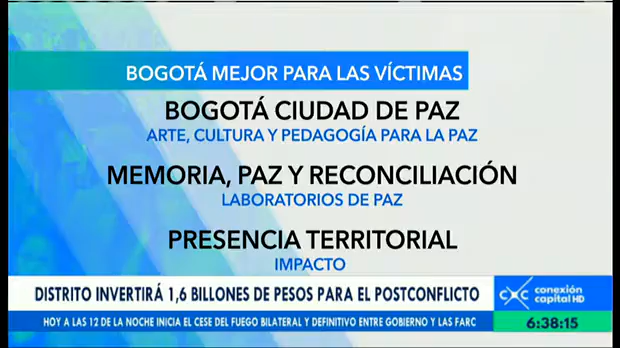 BOGOTÁ MEJOR PARA LAS VÍCTIMAS
BOGOTÁ CIUDAD DE PAZ
ARTE, CULTURA Y PEDAGOGÍA PARA LA PAZ
MEMORIA, PAZ Y RECONCILIACIÓN
LABORATORIOS DE PAZ
PRESENCIA TERRITORIAL
IMPACTO
DISTRITO INVERTIRÁ 1,6 BILLONES DE PESOS PARA EL POSTCONFLICTO
CXC conexión
capital HD
HOY A LAS 12 DE LA NOCHE INICIA EL CESE DEL FUEGO BILATERAL Y DEFINITIVO ENTRE GOBIERNO Y LAS FARC
6:38:15